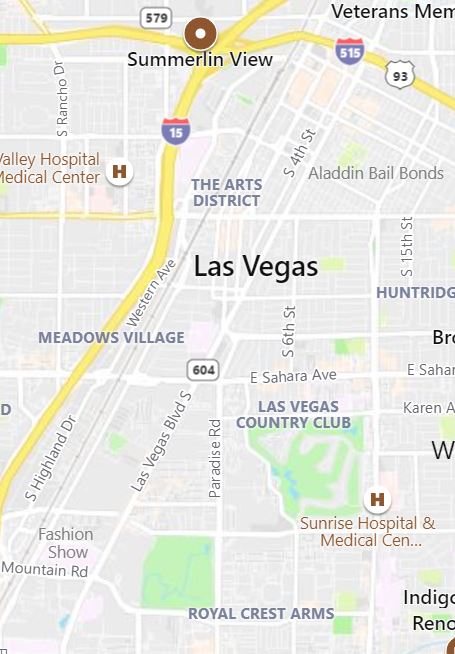 Veterans Mem
579
Summerlin View
515
93
S Rancho Dr
15
S 4th St
Valley Hospital
Medical Center
H
Aladdin Bail Bonds
THE ARTS
DISTRICT
S 15th St
Las Vegas
Western Ave
HUNTRIDG
S 6th St
MEADOWS VILLAGE
Bro
604
E Sahara Ave
E Sahar
D
LAS VEGAS
COUNTRY CLUB
Karen A
Las Vegas Blvd S
Paradise Rd
S Highland Dr
W
H
Sunrise Hospital &
Medical Cen...
Fashion
Show
Mountain Rd
Indigo
Reno
ROYAL CREST ARMS